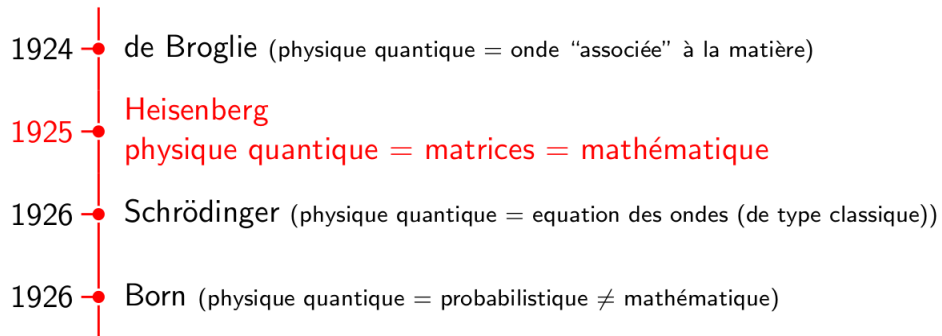 1924 de Broglie (physique quantique = onde “associée” à la matière)
Heisenberg
1925
physique quantique = matrices = mathématique
1926 Schrödinger (physique quantique = equation des ondes (de type classique))
1926 Born (physique quantique = probabilistique ≠ mathématique)